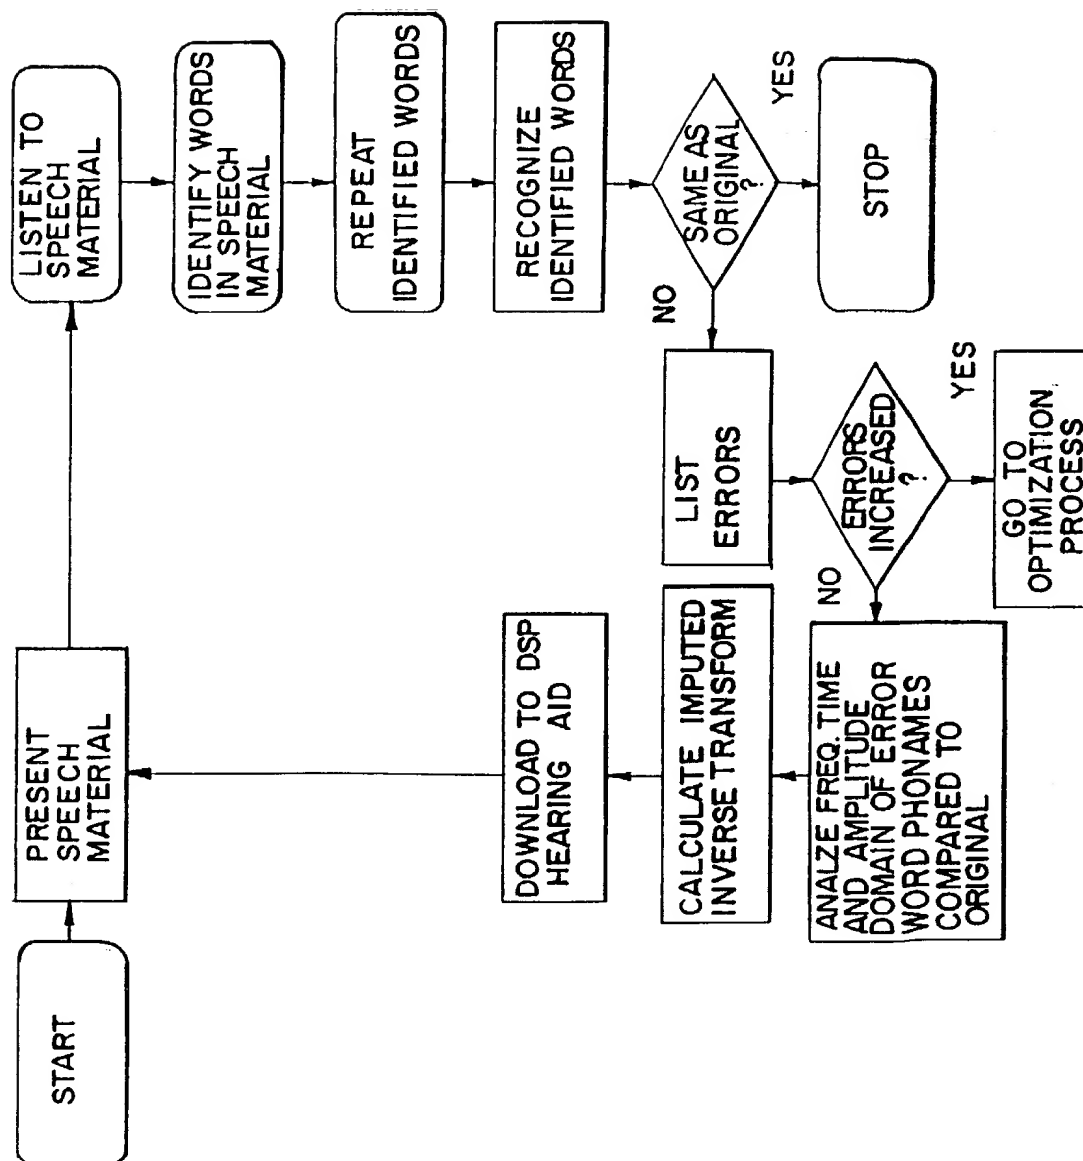 START
PRESENT
SPEECH
MATERIAL
LISTEN TO
SPEECH
MATERIAL
IDENTIFY WORDS
IN SPEECH
MATERIAL
REPEAT
IDENTIFIED WORDS
RECOGNIZE
IDENTIFIED WORDS
SAME AS
ORIGINAL
?
YES
STOP
NO
LIST
ERRORS
ERRORS
INCREASED
?
YES
GO TO
OPTIMIZATION
PROCESS
NO
ANALZE FREQ. TIME
AND AMPLITUDE
DOMAIN OF ERROR
WORD PHONAMES
COMPARED TO
ORIGINAL
CALCULATE IMPUTED
INVERSE TRANSFORM
DOWNLOAD TO DSP
HEARING AID